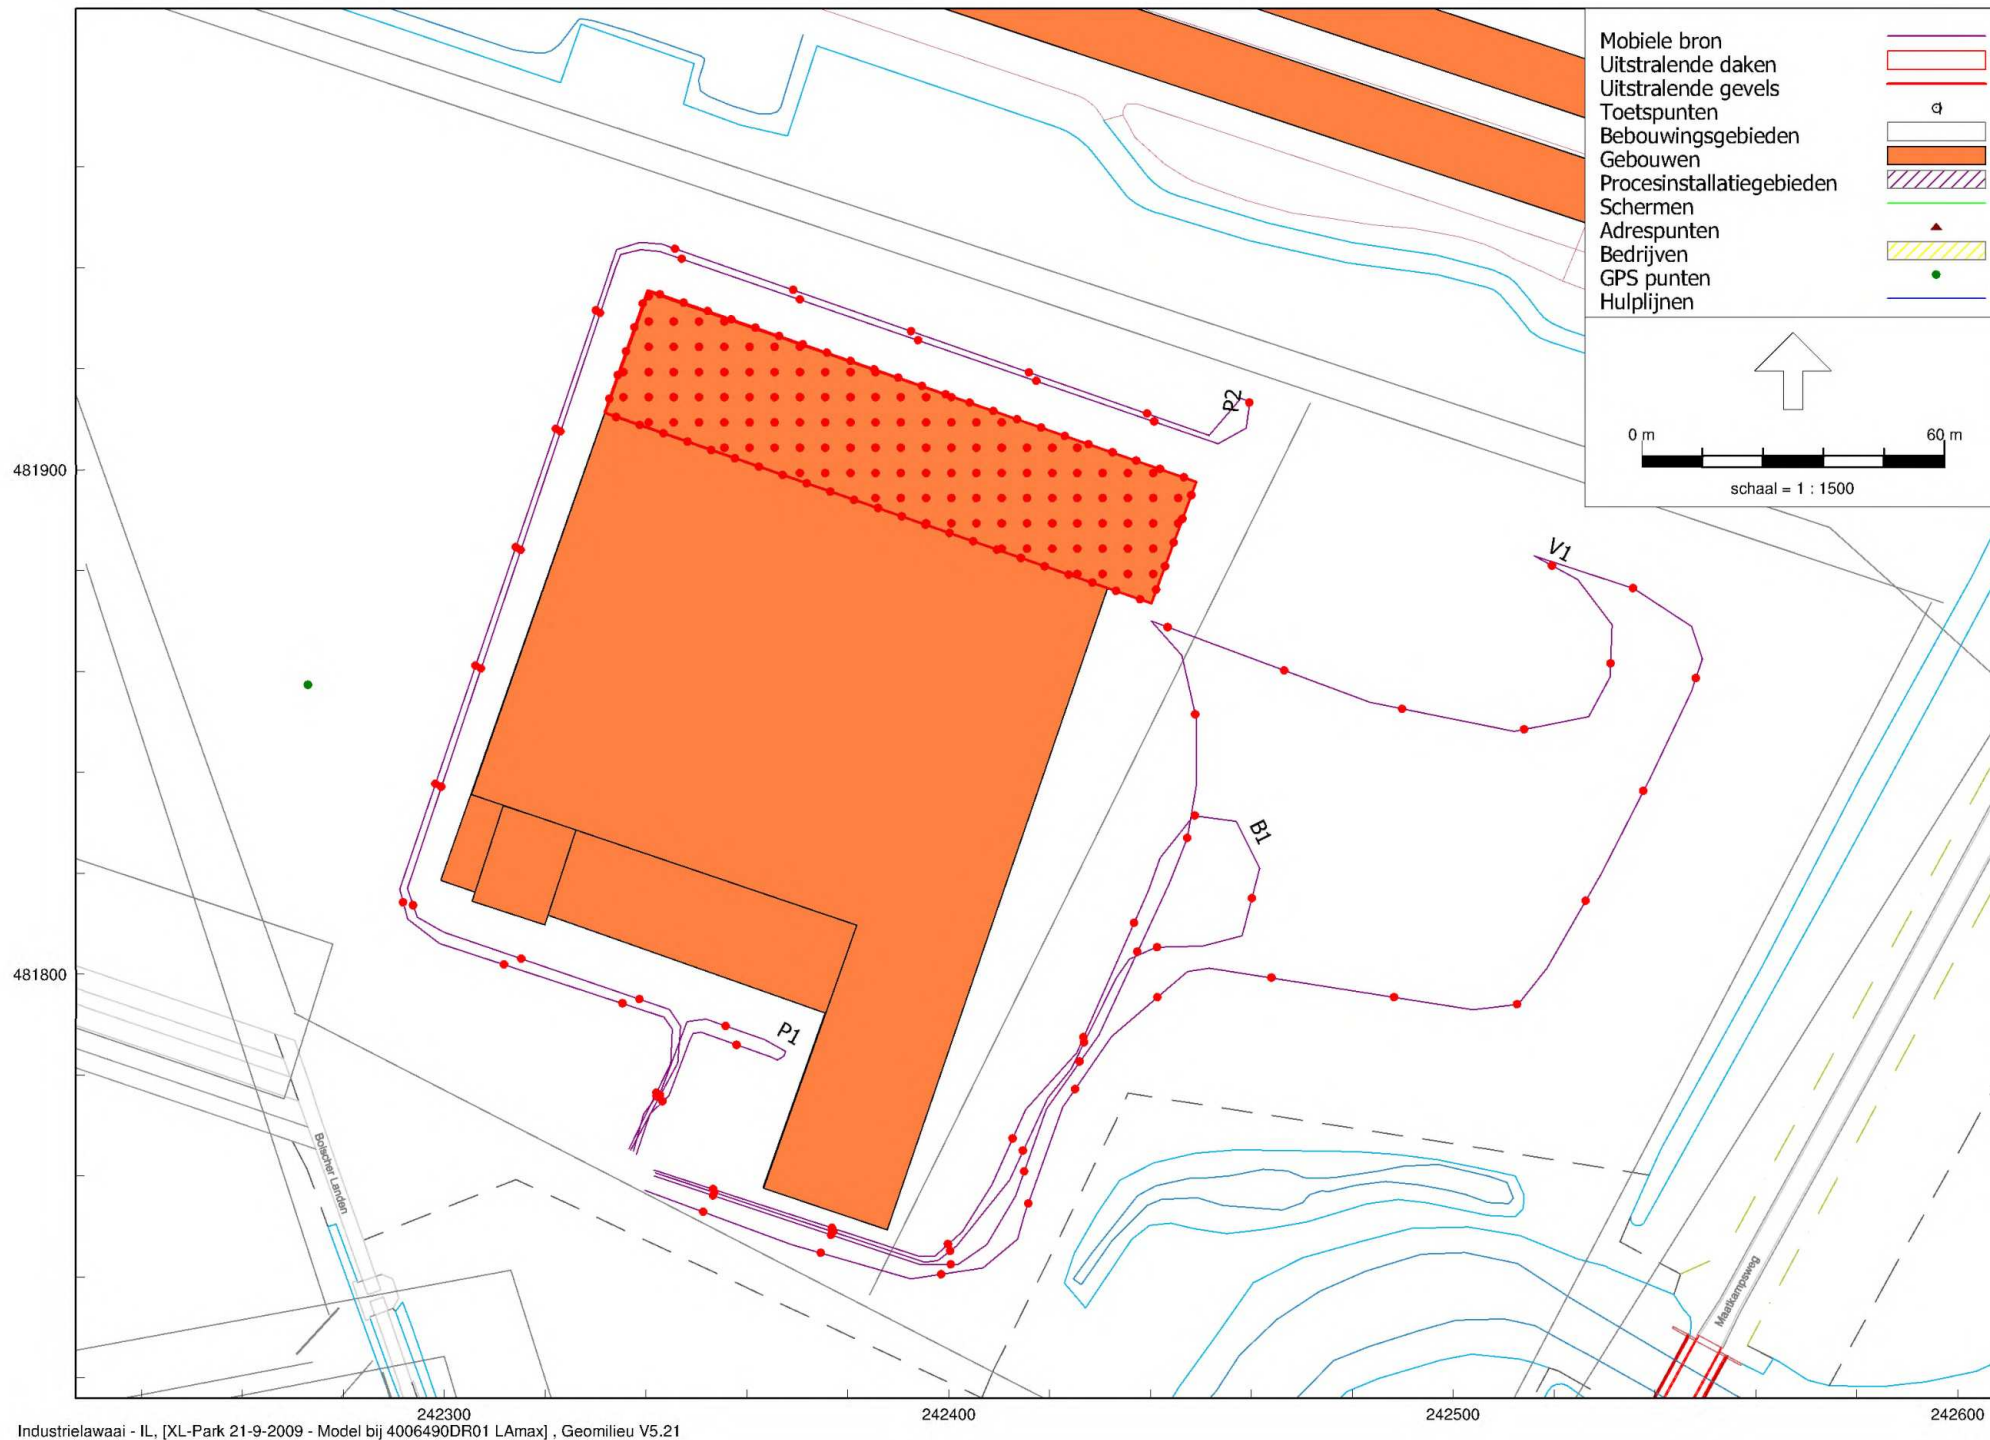 Mobiele bron
Uitstralende daken
Uitstralende gevels
Toetspunten
Bebouwingsgebieden
Gebouwen
Procesinstallatiegebieden
Schermen
Adrespunten
Bedrijven
GPS punten
Hulplijnen
0 m 60 m
schaal = 1 : 1500
P2
481900
V1
B1
481800
P1
Bolscher Landen
Maatkampsweg
242300 242400 242500 242600
Industrielawaai - IL, [XL-Park 21-9-2009 - Model bij 4006490DR01 LAmax] , Geomilieu V5.21